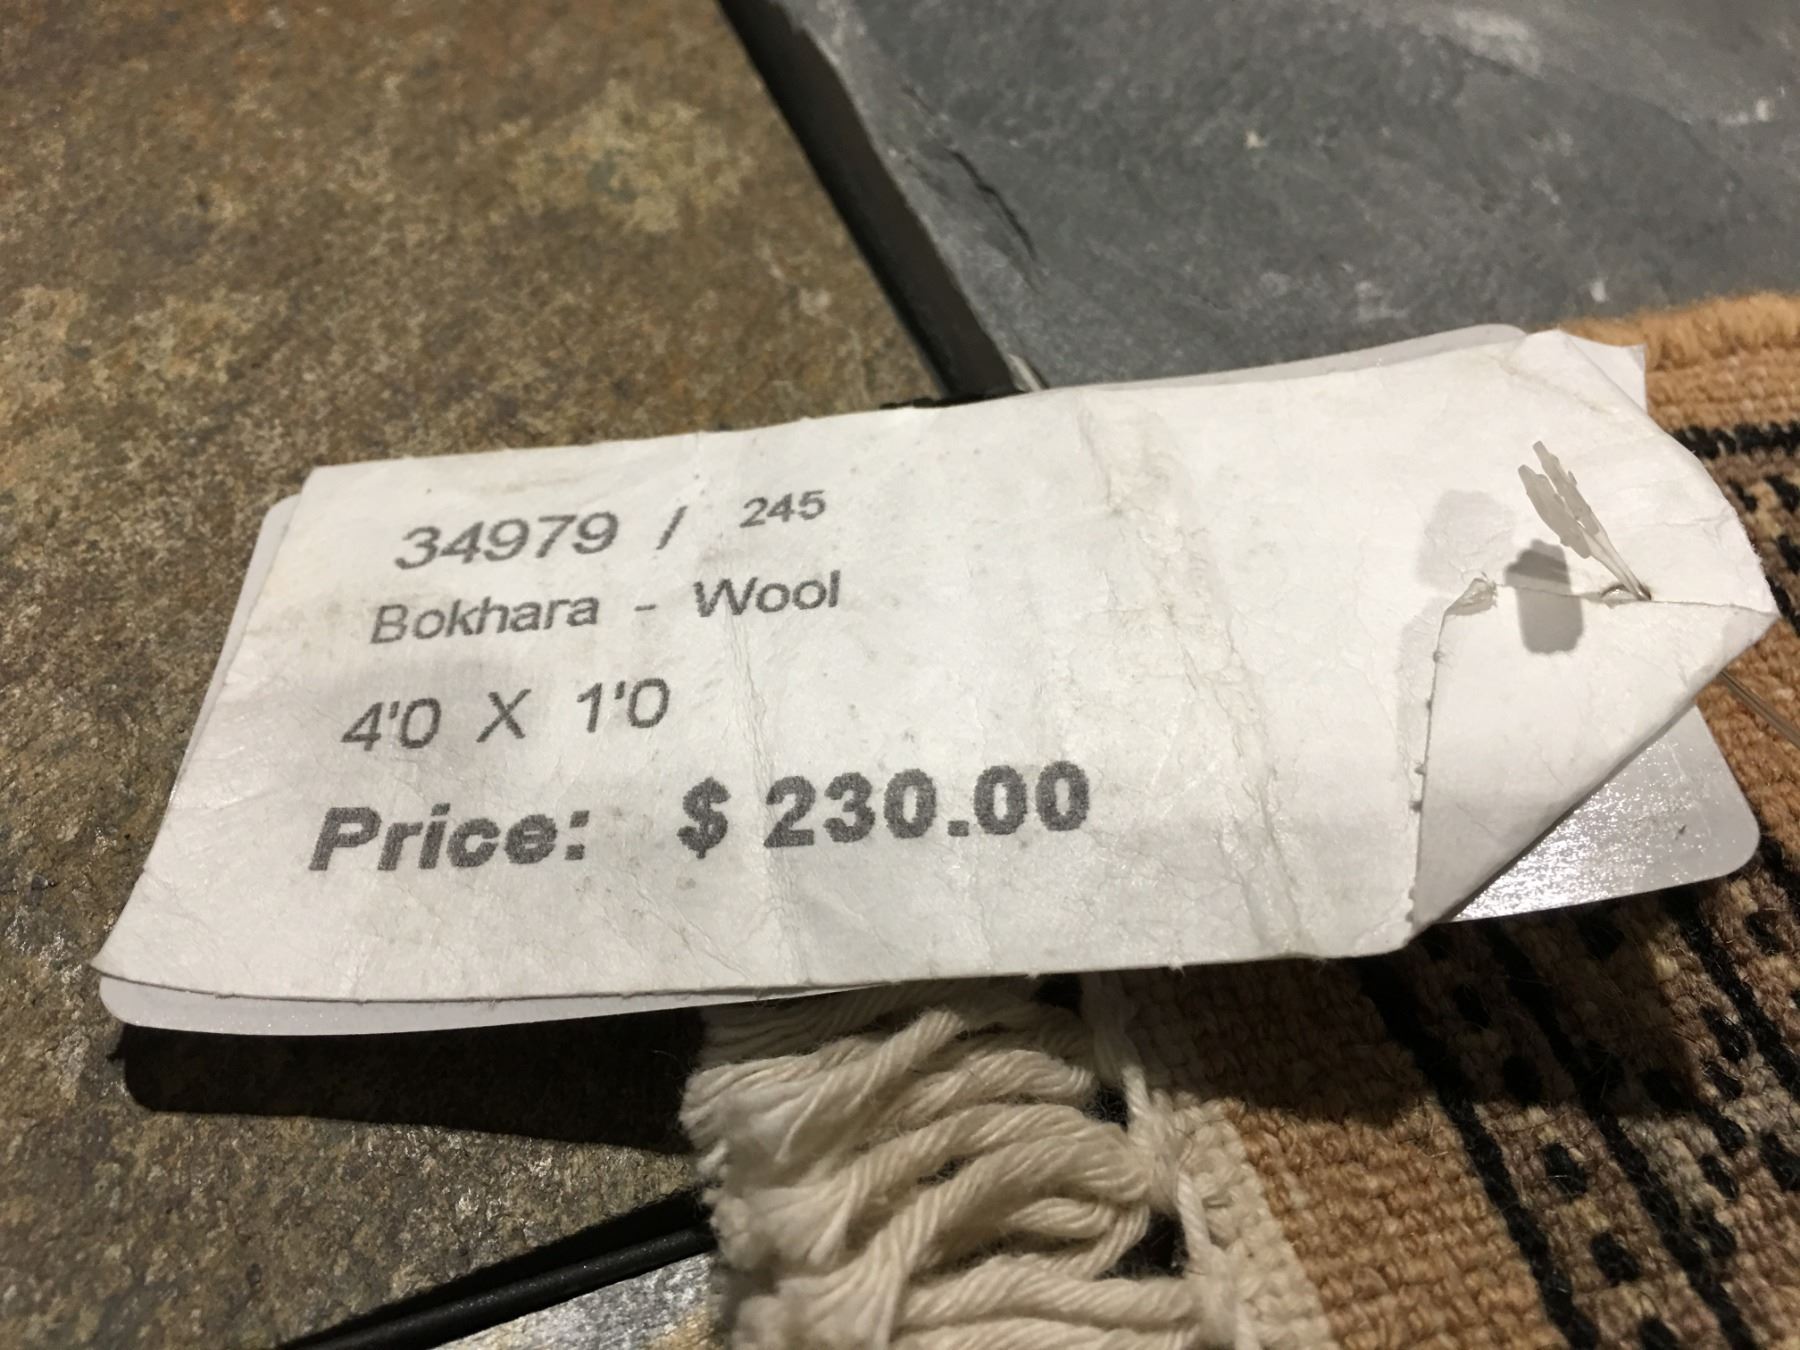 34979 / 245
Bokhara - Wool
4'0 X 1'0
Price: $ 230.00